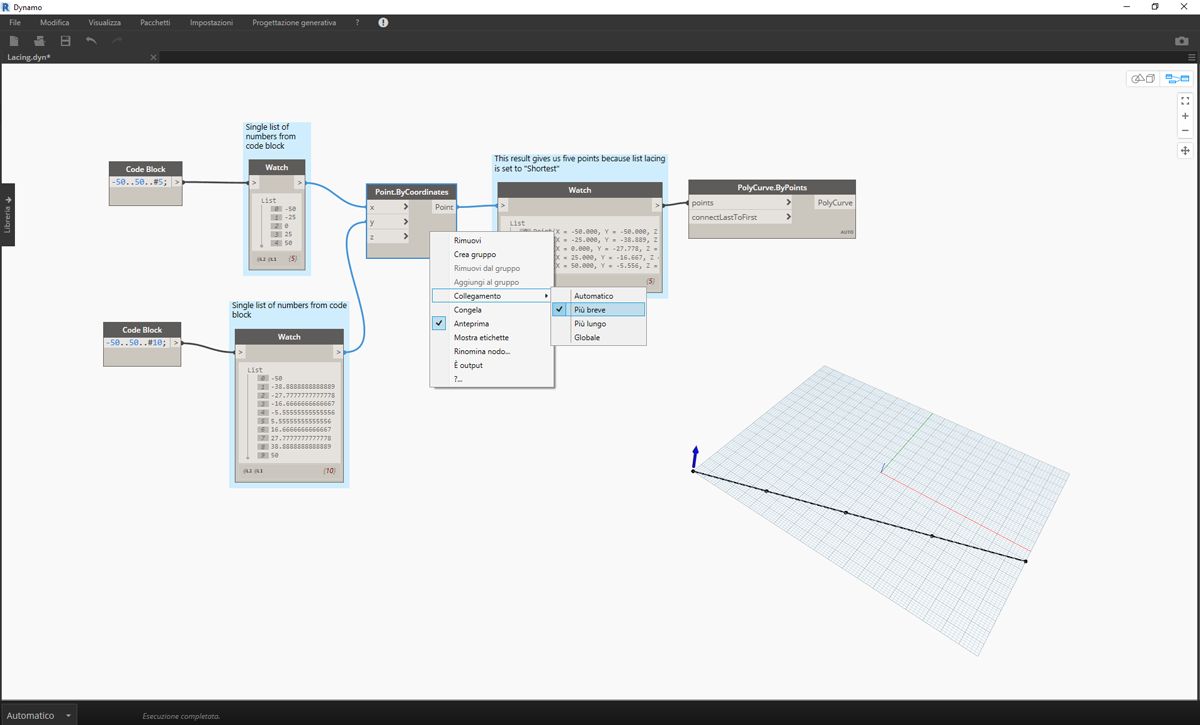 Dynamo
File Modifica Visualizza Pacchetti Impostazioni Progettazione generativa ?
Lacing.dyn*
Libreria
Single list of
numbers from
code block
Code Block
-50..50..#5; >
Watch
> >
List
0 -50
1 -25
2 0
3 25
4 50
@L2 @L1 {5}
Point.ByCoordinates
x > Point
y >
z >
This result gives us five points because list lacing
is set to "Shortest"
Watch
> >
List
X = -50.000, Y = -50.000, Z
X = -25.000, Y = -38.889, Z
X = 0.000, Y = -27.778, Z =
X = 25.000, Y = -16.667, Z
X = 50.000, Y = -5.556, Z =
{5}
PolyCurve.ByPoints
points > PolyCurve
connectLastToFirst >
AUTO
Rimuovi
Crea gruppo
Rimuovi dal gruppo
Aggiungi al gruppo
Collegamento
Congela
Anteprima
Mostra etichette
Rinomina nodo...
È output
?...
Automatico
Più breve
Più lungo
Globale
Single list of numbers from code
block
Code Block
-50..50..#10; >
Watch
> >
List
0 -50
1 -38.8888888888889
2 -27.7777777777778
3 -16.6666666666667
4 -5.55555555555556
5 5.55555555555556
6 16.6666666666667
7 27.7777777777778
8 38.8888888888889
9 50
@L2 @L1 {10}
Automatico
Esecuzione completata.